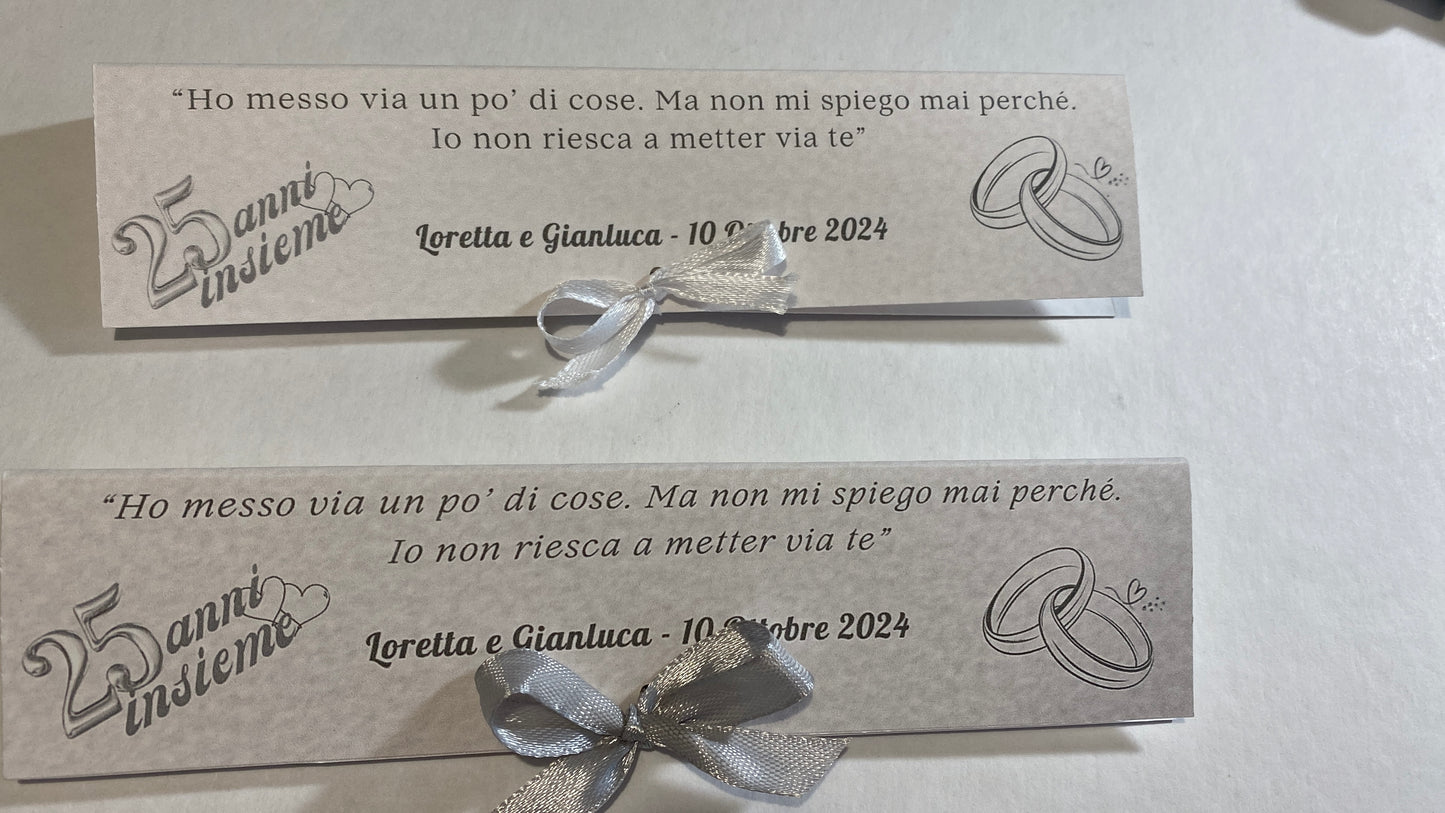 “Ho messo via un po’ di cose. Ma non mi spiego mai perché.
Io non riesca a metter via te”
25 anni
insieme
Loretta e Gianluca - 10 2024
“Ho messo via un po’ di cose. Ma non mi spiego mai perché.
Io non riesca a metter via te”
25 anni
insieme
Loretta e Gianluca - 10 Ottobre 2024